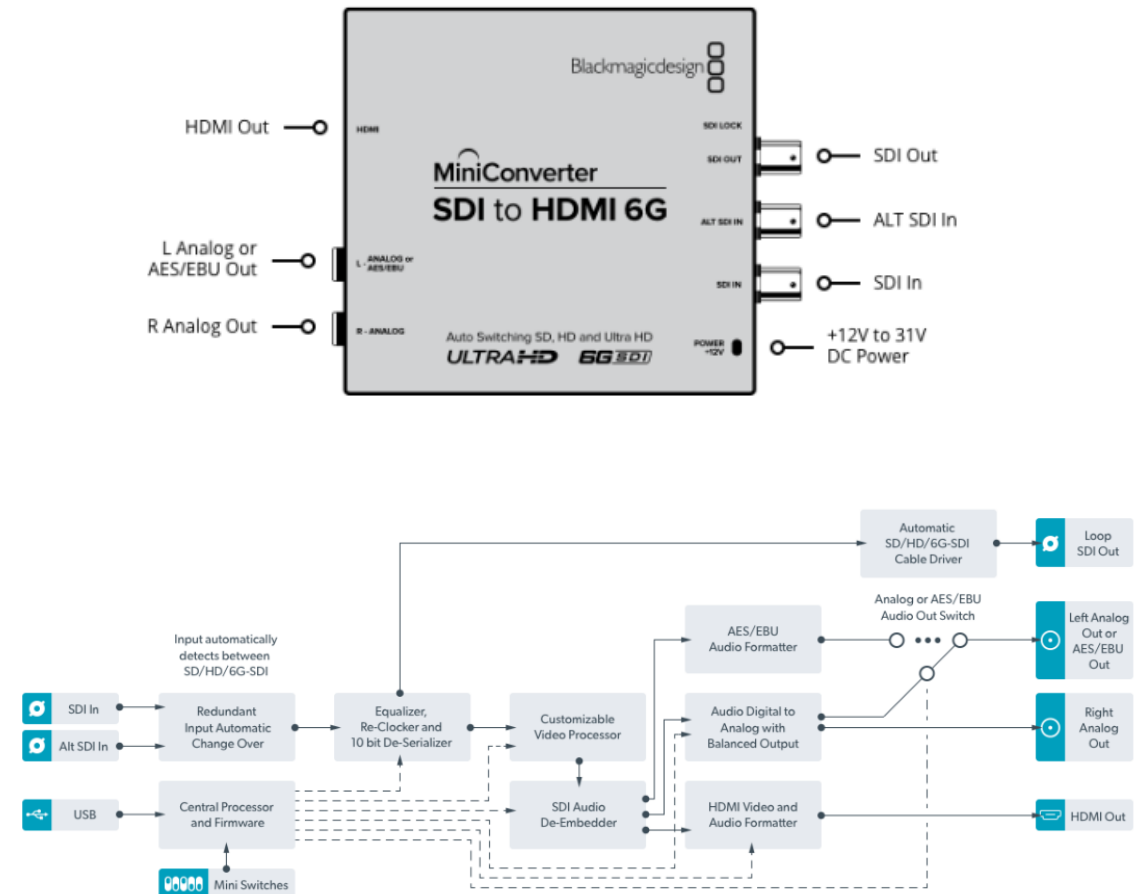 Blackmagicdesign
HDMI Out
HDMI
SDI LOCK
SDI OUT
SDI Out
MiniConverter
SDI to HDMI 6G
ALT SDI IN
ALT SDI In
L Analog or
AES/EBU Out
L - ANALOG or
AES/EBU
SDI IN
SDI In
R Analog Out
R - ANALOG
Auto Switching SD, HD and Ultra HD
ULTRAHD 6G SDI
POWER
+12V
+12V to 31V
DC Power
Automatic
SD/HD/6G-SDI
Cable Driver
Loop
SDI Out
Analog or AES/EBU
Audio Out Switch
AES/EBU
Audio Formatter
Left Analog
Out or
AES/EBU
Out
Input automatically
detects between
SD/HD/6G-SDI
SDI In
Alt SDI In
Redundant
Input Automatic
Change Over
Equalizer,
Re-Clocker and
10 bit De-Serializer
Customizable
Video Processor
Audio Digital to
Analog with
Balanced Output
Right
Analog
Out
USB
Central Processor
and Firmware
SDI Audio
De-Embedder
HDMI Video and
Audio Formatter
HDMI Out
Mini Switches